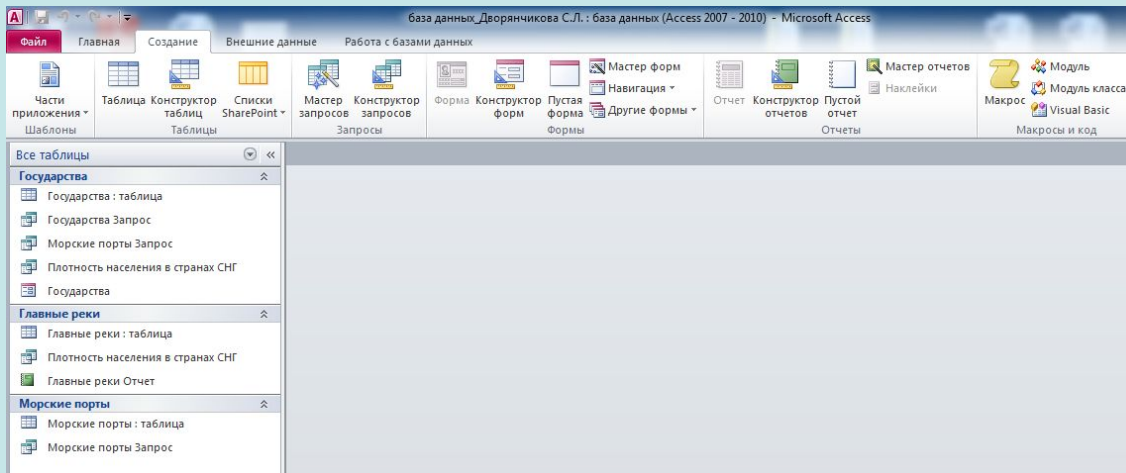 база данных_Дворянчикова С.Л. : база данных (Access 2007 - 2010) - Microsoft Access
Файл Главная Создание Внешние данные Работа с базами данных
Части приложения
Таблица
Конструктор таблиц
Списки SharePoint
Мастер запросов
Конструктор запросов
Форма
Конструктор форм
Пустая форма
Мастер форм
Навигация
Другие формы
Отчет
Конструктор отчетов
Пустой отчет
Мастер отчетов
Наклейки
Макрос
Модуль
Модуль класса
Visual Basic
Шаблоны Таблицы Запросы Формы Отчеты Макросы и код
Все таблицы
Государства
Государства : таблица
Государства Запрос
Морские порты Запрос
Плотность населения в странах СНГ
Государства
Главные реки
Главные реки : таблица
Плотность населения в странах СНГ
Главные реки Отчет
Морские порты
Морские порты : таблица
Морские порты Запрос